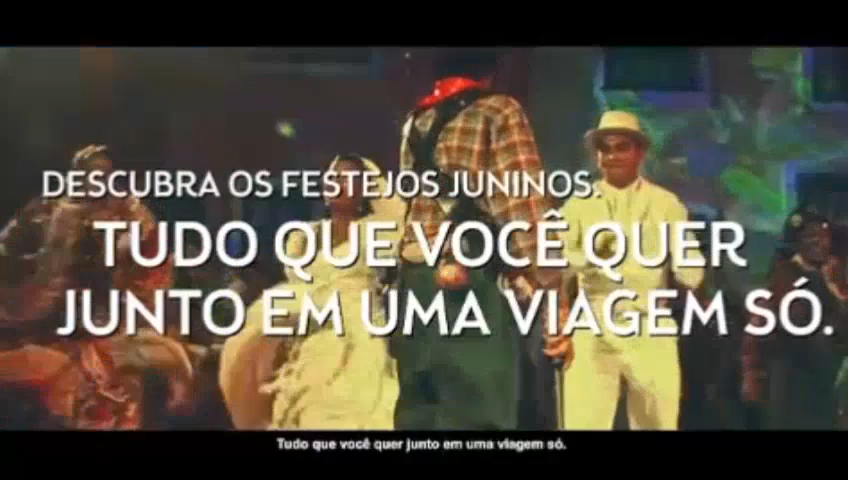 DESCUBRA OS FESTEJOS JUNINOS.
TUDO QUE VOCÊ QUER
JUNTO EM UMA VIAGEM SÓ.
Tudo que você quer junto em uma viagem só.